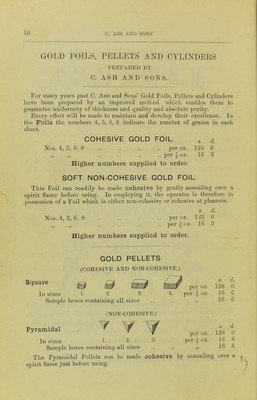 16 C. ASH AND SONS'
GOLD FOILS, PELLETS AND CYLINDERS
PREPARED BY
C. ASH AND SONS.
For many years past C. Ash and Sons' Gold Foils, Pellets and Cylinders
have been prepared by an improved method which enables them to
guarantee uniformity of thickness and quality and absolute purity.
Every effort will be made to maintain and develop their excellence. In
the Foils the numbers 4, 5, 6, 8 indicate the number of grains in each
sheet.
COHESIVE GOLD FOIL.
s. d.
Nos. 4, 5, 6, 8 ... ... ... ... per oz. 125 0
„ „ ... ... ... ... per ⅛ oz. 16 3
Higher numbers supplied to order.
SOFT NON-COHESIVE GOLD FOIL.
This Foil can readily be made cohesive by gently annealing over a
spirit flame before using. In employing it, the operator is therefore in
possession of a Foil which is either non-cohesive or cohesive at pleasure.
s. d.
Nos. 4, 5, 6, 8 ... ... ... ... per oz. 125 0
„ „ ... ... ... ... per ⅛ oz. 16 3
Higher numbers supplied to order.
GOLD PELLETS.
(COHESIVE AND NON-COHESIVE.)
s. d.
Square per oz. 128 0
In sizes 1. 2. 3. 4. per ⅛ oz. 16 6
Sample boxes containing all sizes ... ... 16 6
(NON-COHESIVE.)
Pyramidal s. d.
per oz. 128 0
In sizes 1. 2. 3. per ⅛ oz. 16 6
Sample boxes containing all sizes ... ... 16 6
The Pyramidal Pellets can be made cohesive by annealing over a
spirit flame just before using.